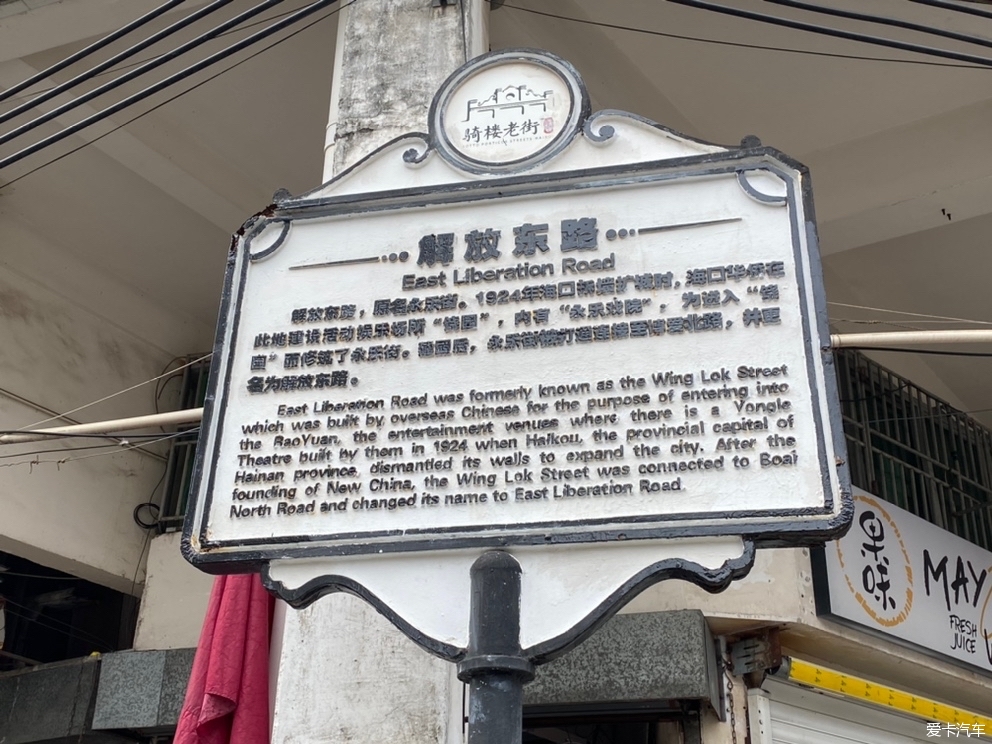 骑楼老街
解放东路
East Liberation Road
解放东路，原名永乐街。1924年海口拆墙扩城时，海口华侨在
此地建设活动娱乐场所“饱园”，内有“永乐戏院”，为进入“饱
园”而修筑了永乐街。建国后，永乐街被打造连接至博爱北路，并更
名为解放东路。
East Liberation Road was formerly known as the Wing Lok Street
which was built by overseas Chinese for the purpose of entering into
the BaoYuan, the entertainment venues where there is a Yongle
Theatre built by them in 1924 when Haikou, the provincial capital of
Hainan province, dismantled its walls to expand the city. After the
founding of New China, the Wing Lok Street was connected to Boai
North Road and changed its name to East Liberation Road.
果味
MAY
FRESH
JUICE
爱卡汽车